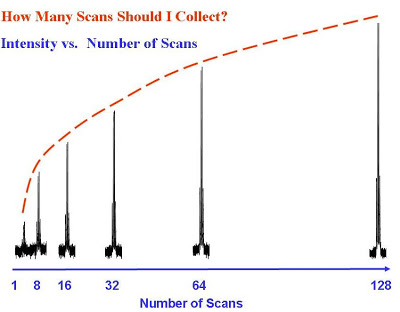 How Many Scans Should I Collect?
Intensity vs. Number of Scans
1 8 16 32 64 128
Number of Scans